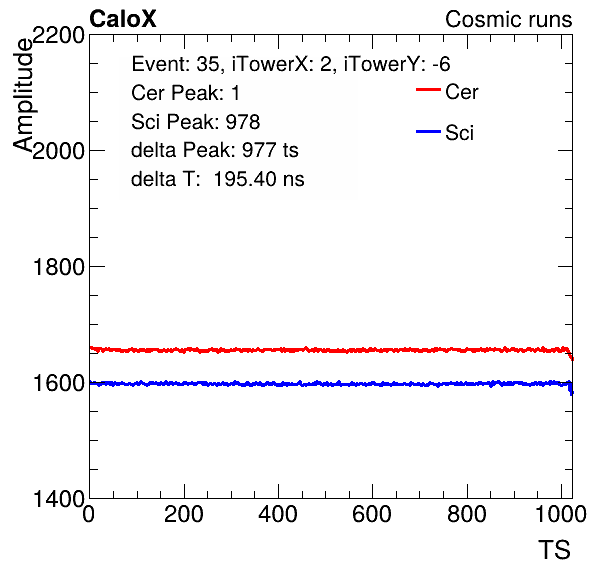 CaloX Cosmic runs
2200
Amplitude
Event: 35, iTowerX: 2, iTowerY: -6
Cer Peak: 1
Cer
Sci Peak: 978
Sci
delta Peak: 977 ts
2000
delta T:  195.40 ns
1800
1600
1400
0 200 400 600 800 1000
TS